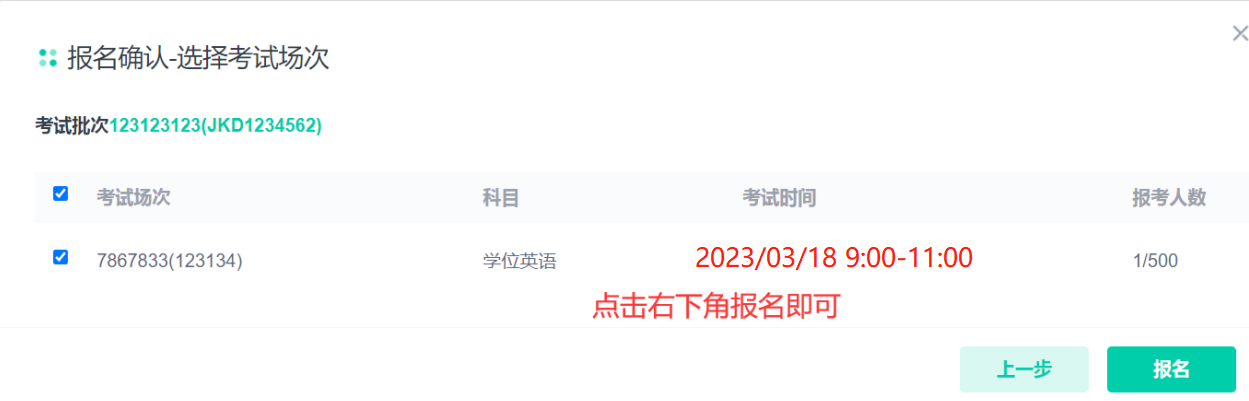 报名确认-选择考试场次
考试批次123123123(JKD1234562)
考试场次 科目 考试时间 报考人数
7867833(123134) 学位英语 2023/03/18 9:00-11:00 1/500
点击右下角报名即可
上一步 报名